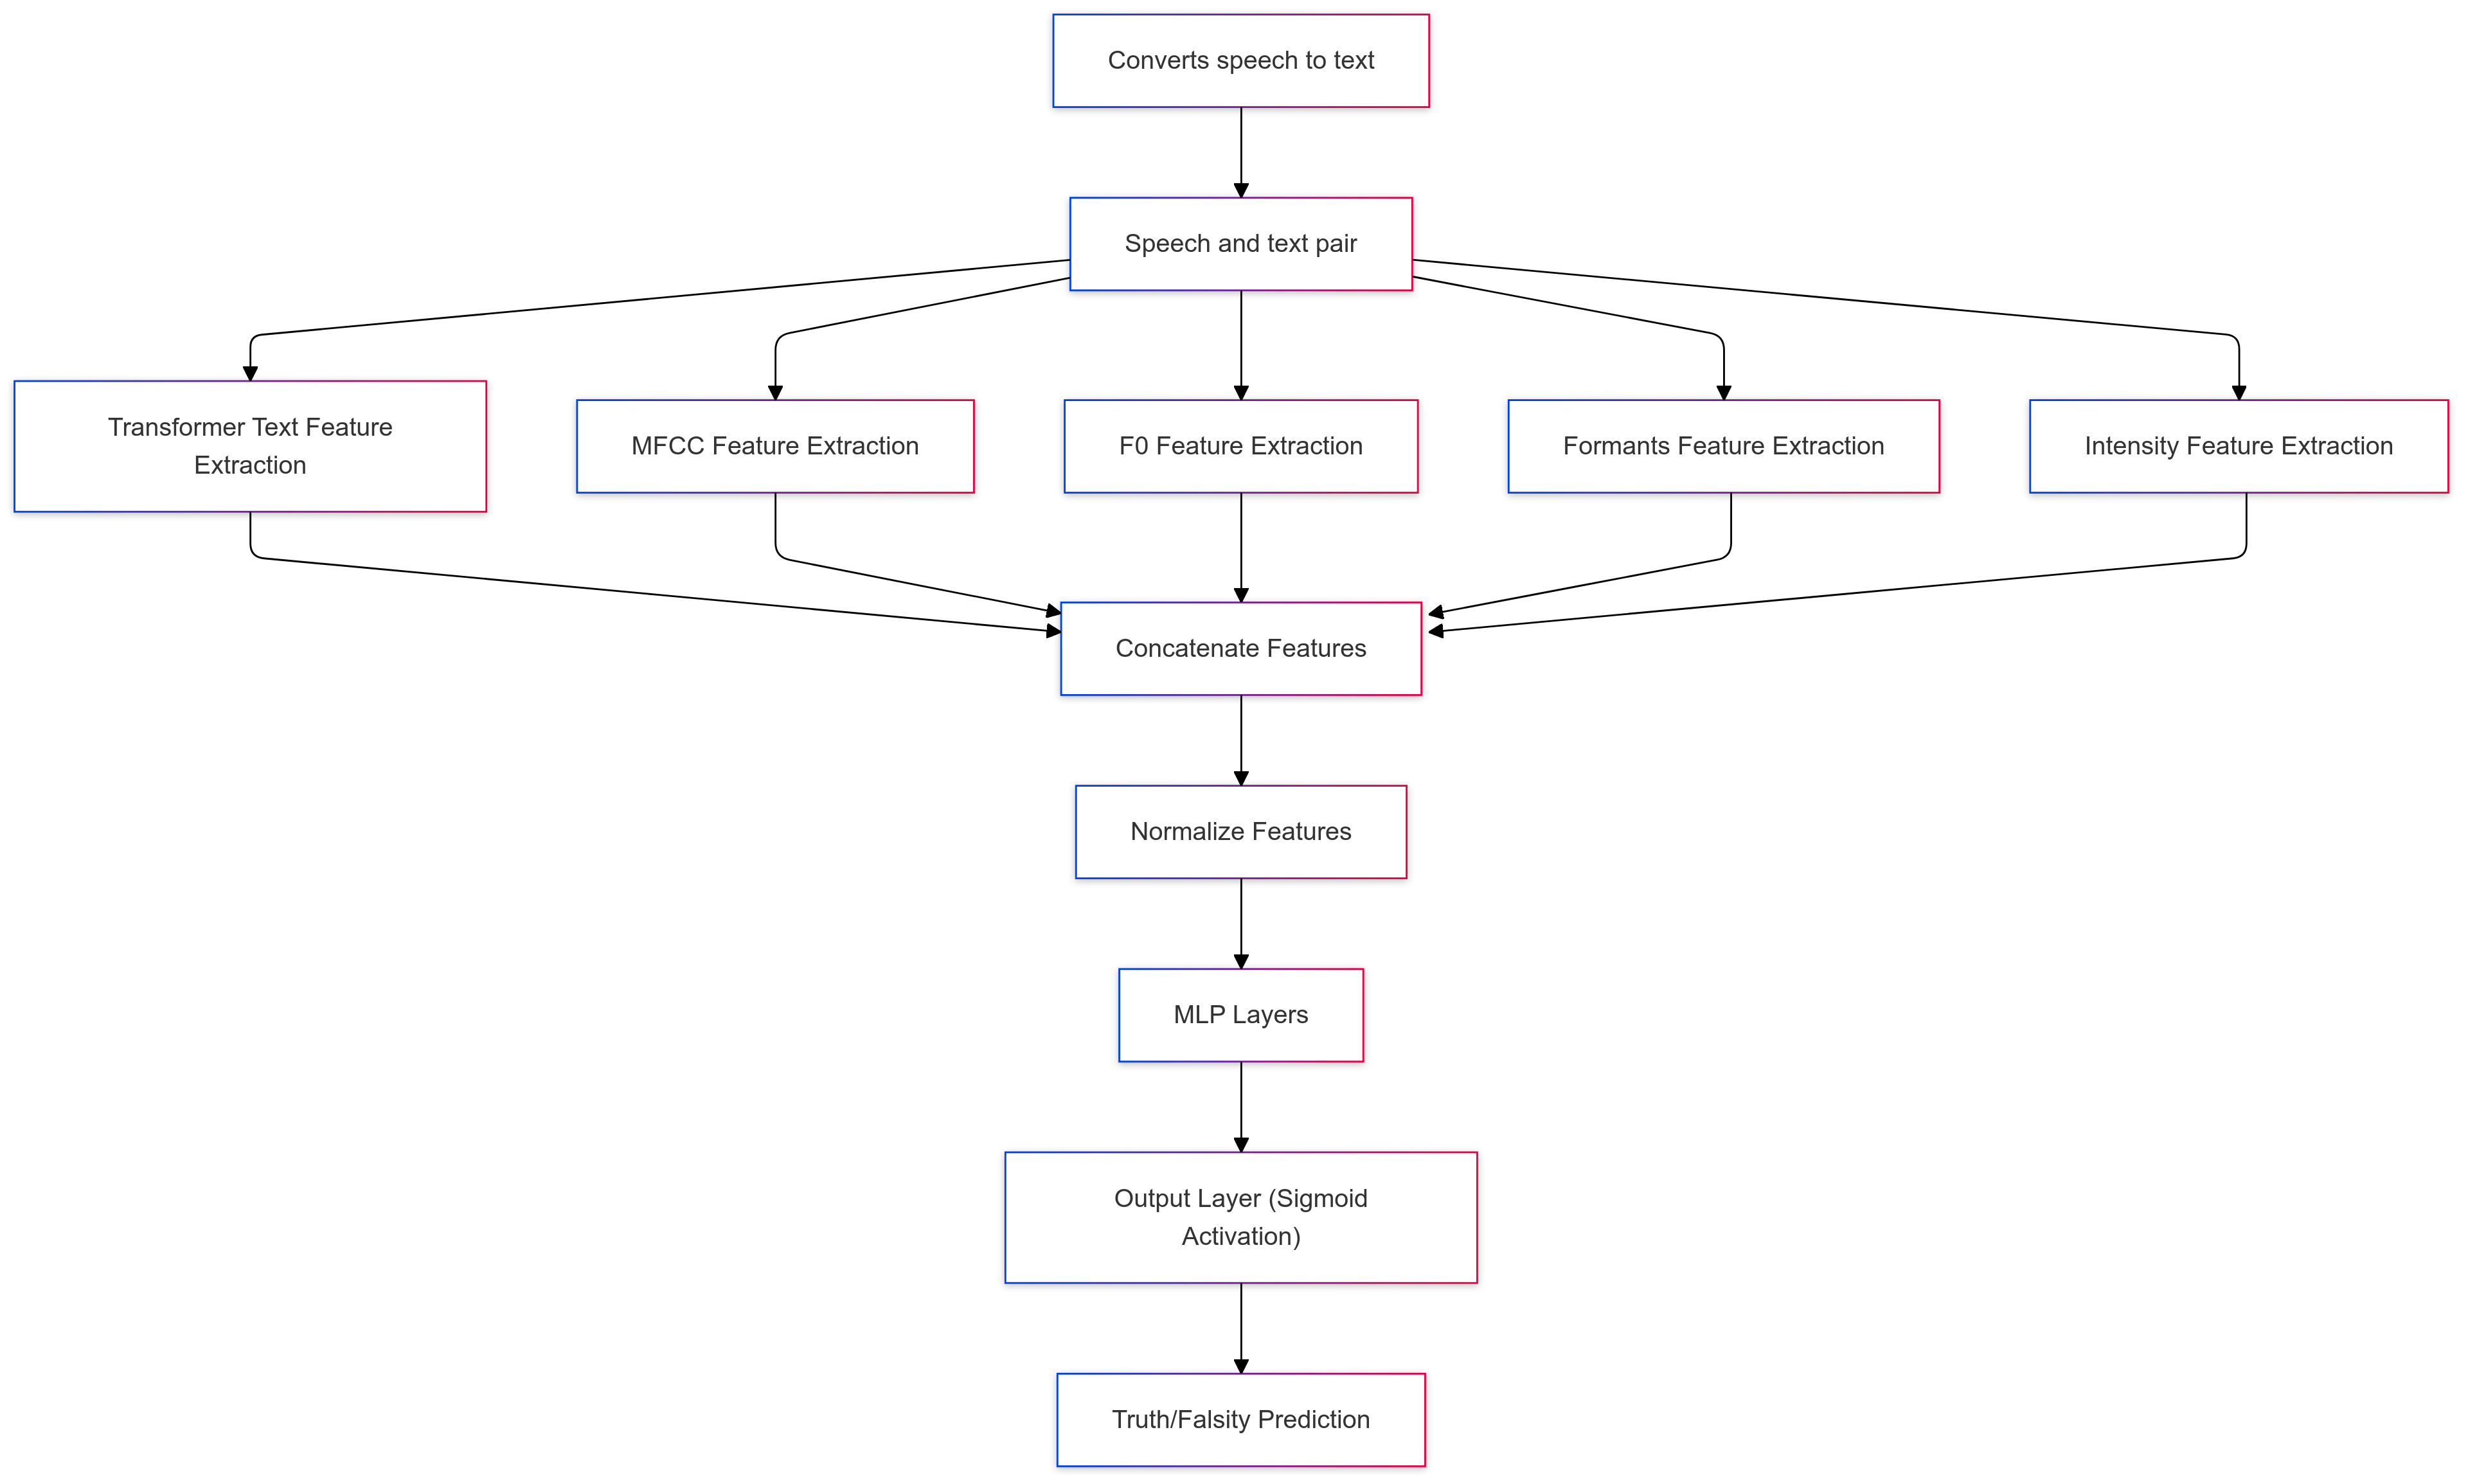 Converts speech to text
Speech and text pair
Transformer Text Feature
Extraction
MFCC Feature Extraction
F0 Feature Extraction
Formants Feature Extraction
Intensity Feature Extraction
Concatenate Features
Normalize Features
MLP Layers
Output Layer (Sigmoid
Activation)
Truth/Falsity Prediction